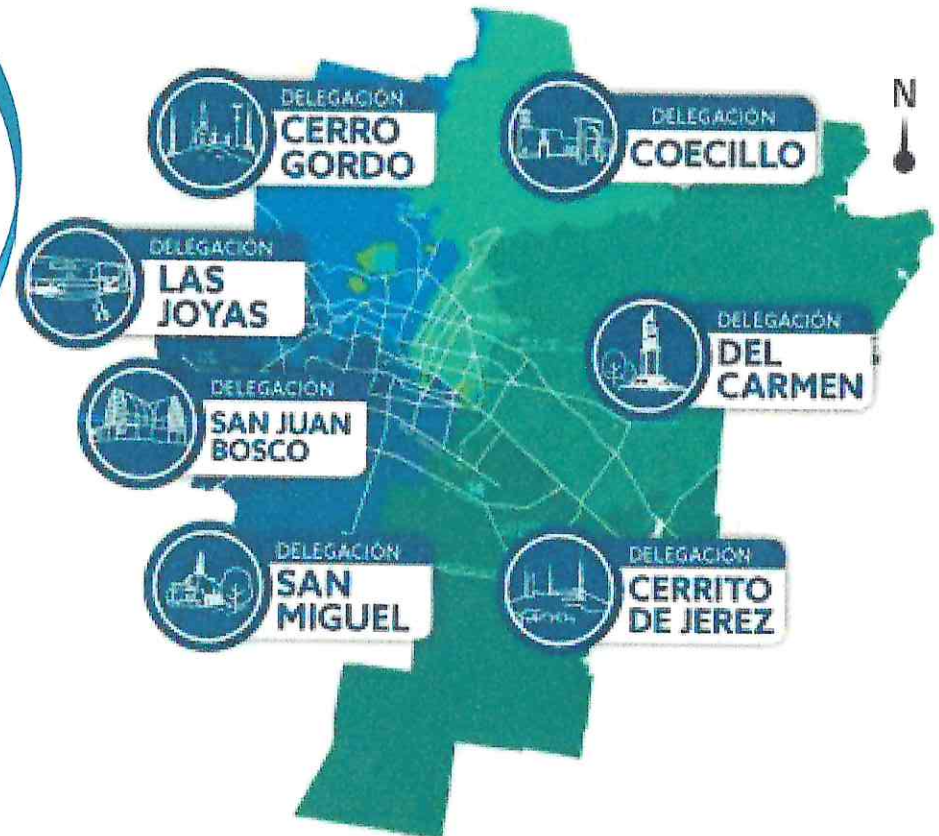 DELEGACIÓN
CERRO
GORDO
DELEGACIÓN
COECILLO
N
DELEGACIÓN
LAS
JOYAS
DELEGACIÓN
DEL
CARMEN
DELEGACIÓN
SAN JUAN
BOSCO
DELEGACIÓN
SAN
MIGUEL
DELEGACIÓN
CERRITO
DE JEREZ